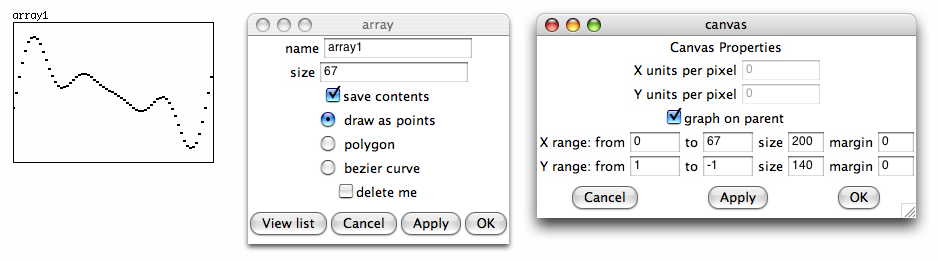 array1
array
name array1
size 67
save contents
draw as points
polygon
bezier curve
delete me
View list Cancel Apply OK
canvas
Canvas Properties
X units per pixel 0
Y units per pixel 0
graph on parent
X range: from 0 to 67 size 200 margin 0
Y range: from 1 to -1 size 140 margin 0
Cancel Apply OK